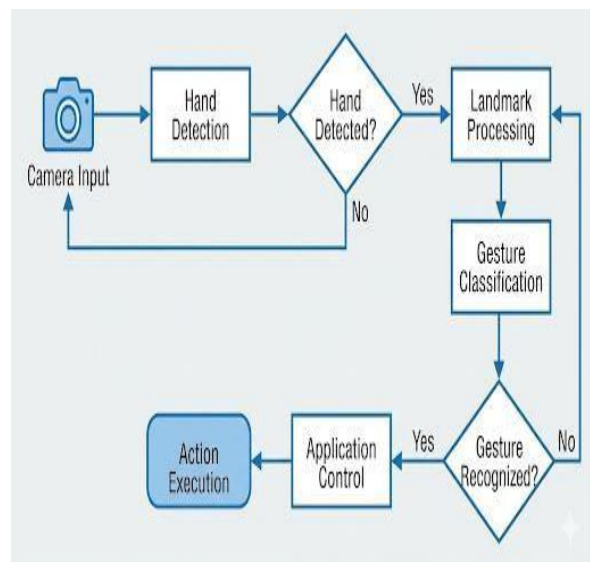 Camera Input
Hand
Detection
Hand
Detected?
Yes
No
Landmark
Processing
Gesture
Classification
Gesture
Recognized?
No
Yes
Application
Control
Action
Execution